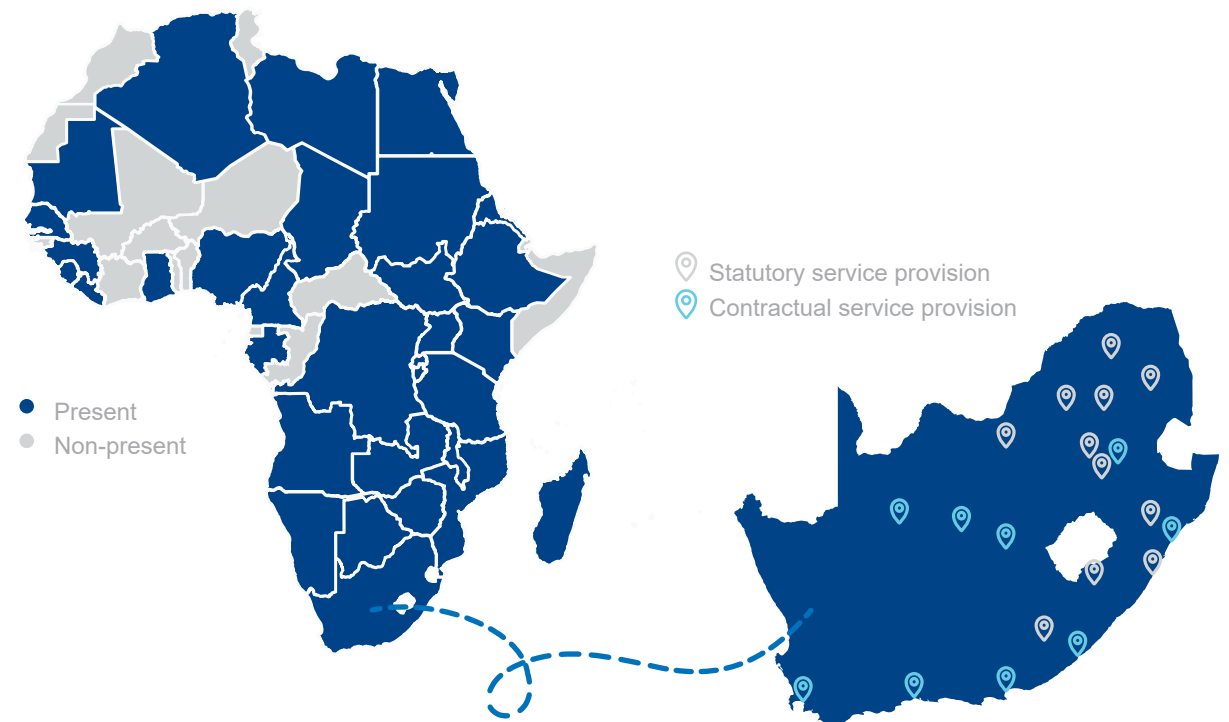 Statutory service provision
Contractual service provision
Present
Non-present